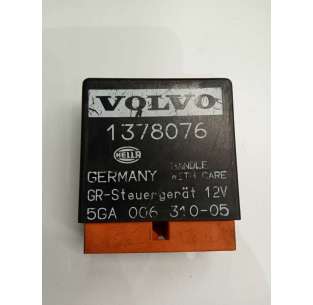 VOLVO
1378076
HELLA
HANDLE
GERMANY WITH CARE
GR-Steuergerät 12V
5GA 006 310-05